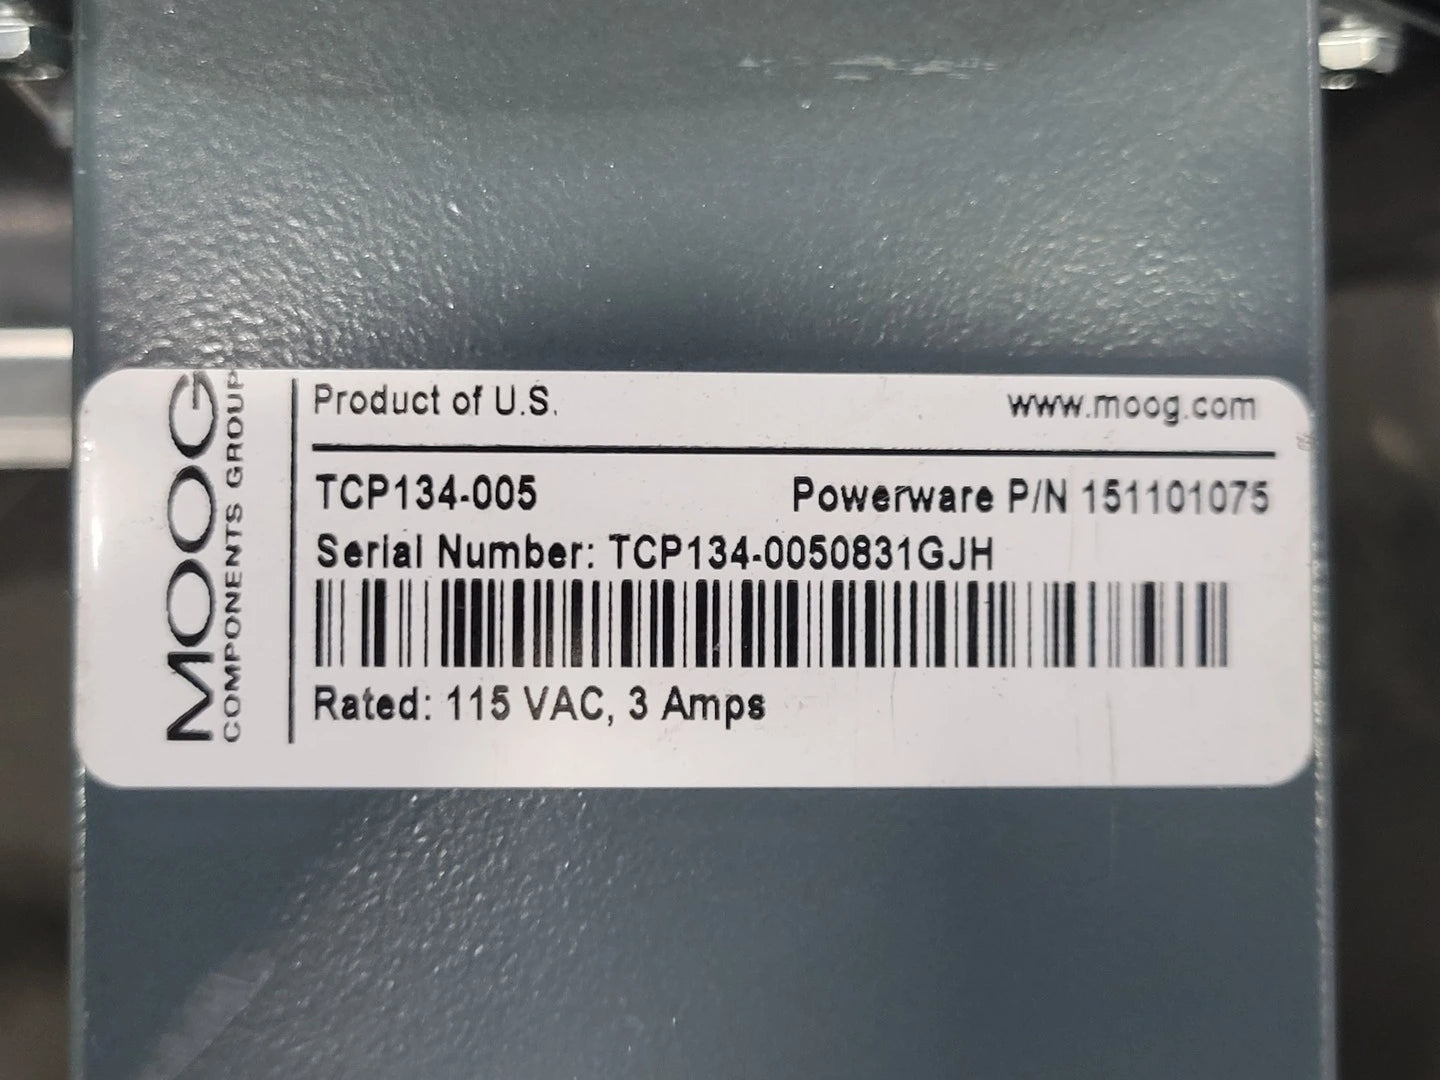 MOOG
COMPONENTS GROUP
Product of U.S. www.moog.com
TCP134-005 Powerware P/N 151101075
Serial Number: TCP134-0050831GJH
Rated: 115 VAC, 3 Amps